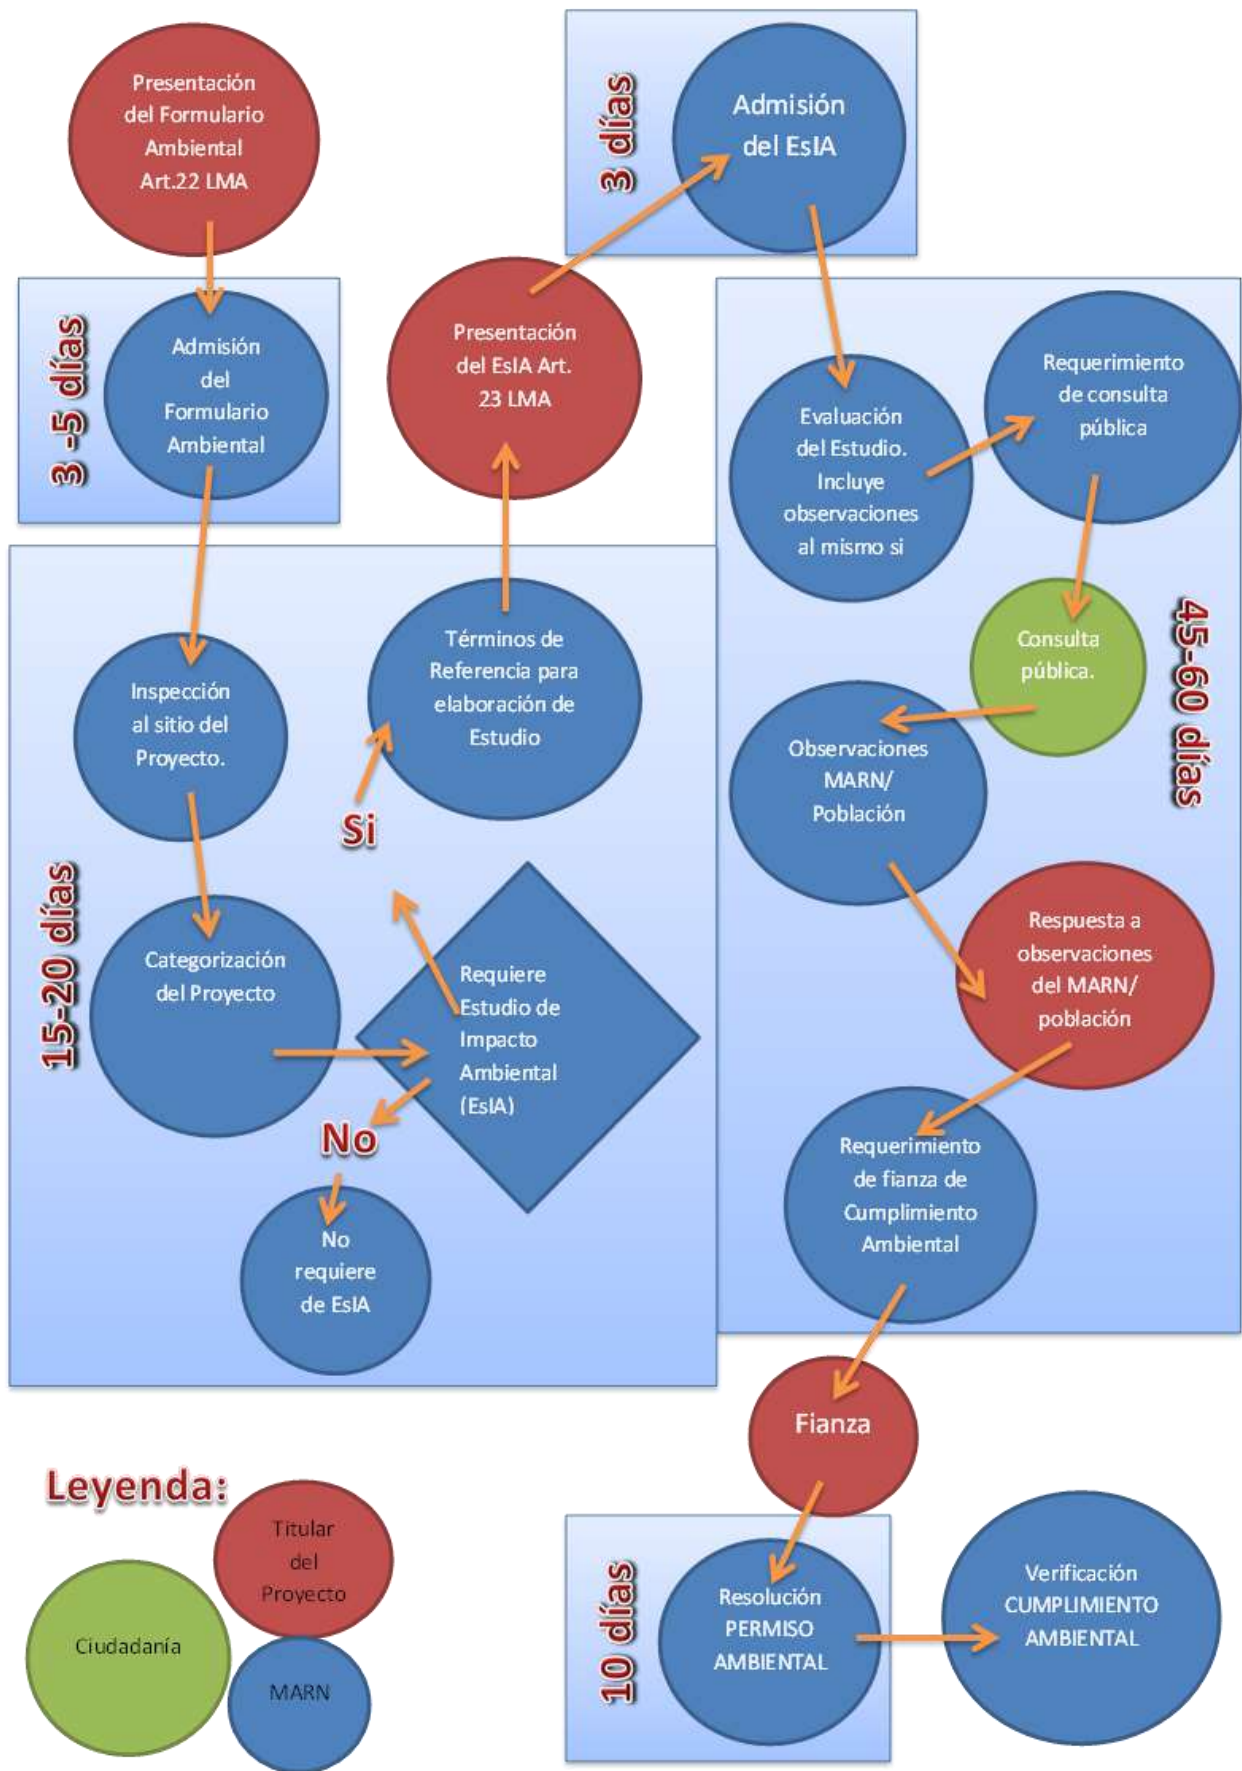 Presentación
del Formulario
Ambiental
Art.22 LMA
3 -5 días
Admisión
del
Formulario
Ambiental
15-20 días
Inspección
al sitio del
Proyecto.
Categorización
del Proyecto
Requiere
Estudio de
Impacto
Ambiental
(EsIA)
No
No
requiere
de EsIA
Si
Términos de
Referencia para
elaboración de
Estudio
Presentación
del EsIA Art.
23 LMA
3 días
Admisión
del EsIA
45-60 días
Evaluación
del Estudio.
Incluye
observaciones
al mismo si
Requerimiento
de consulta
pública
Consulta
pública.
Observaciones
MARN/
Población
Respuesta a
observaciones
del MARN/
población
Requerimiento
de fianza de
Cumplimiento
Ambiental
Fianza
10 días
Resolución
PERMISO
AMBIENTAL
Verificación
CUMPLIMIENTO
AMBIENTAL
Leyenda:
Titular
del
Proyecto
Ciudadanía
MARN